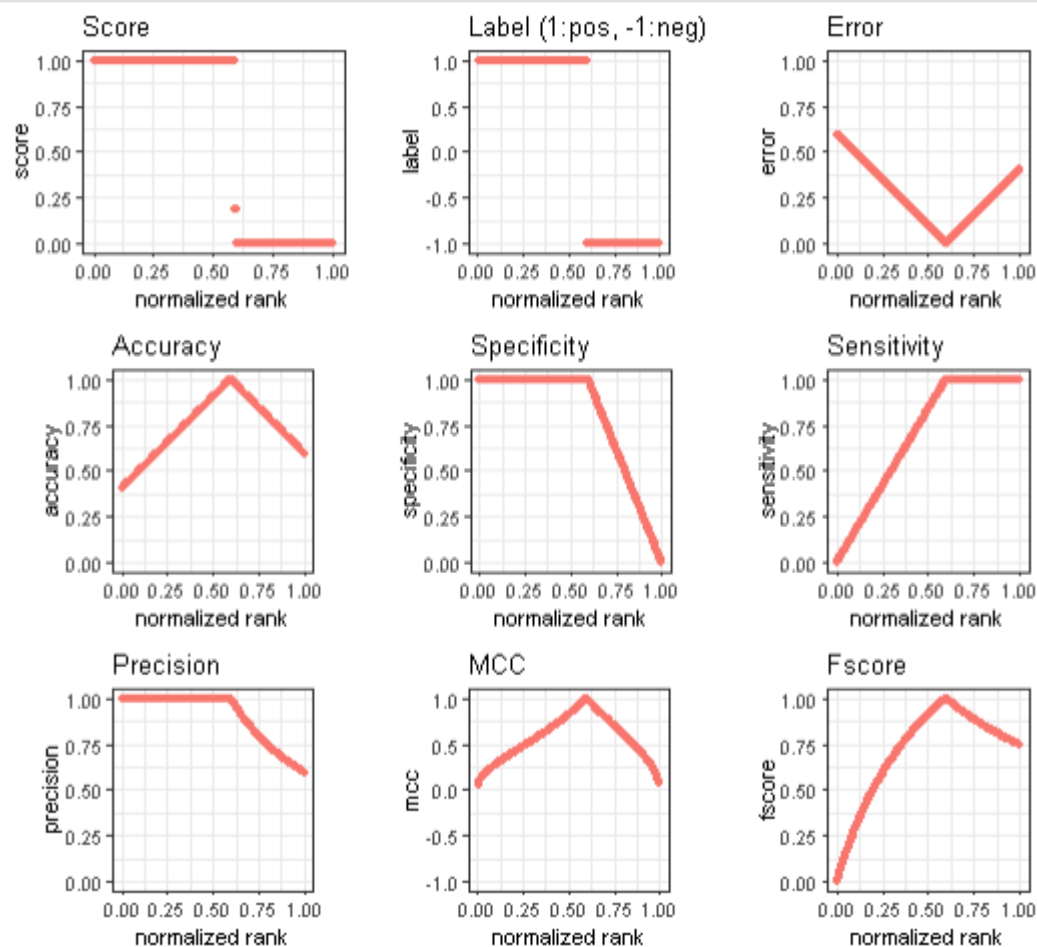 Score
Label (1:pos, -1:neg)
Error
1.00
0.75
0.50
0.25
0.00
score
0.00 0.25 0.50 0.75 1.00
normalized rank
1.0
0.5
0.0
-0.5
-1.0
label
0.00 0.25 0.50 0.75 1.00
normalized rank
1.00
0.75
0.50
0.25
0.00
error
0.00 0.25 0.50 0.75 1.00
normalized rank
Accuracy
Specificity
Sensitivity
1.00
0.75
0.50
0.25
0.00
accuracy
0.00 0.25 0.50 0.75 1.00
normalized rank
1.00
0.75
0.50
0.25
0.00
specificity
0.00 0.25 0.50 0.75 1.00
normalized rank
1.00
0.75
0.50
0.25
0.00
sensitivity
0.00 0.25 0.50 0.75 1.00
normalized rank
Precision
MCC
Fscore
1.00
0.75
0.50
0.25
0.00
precision
0.00 0.25 0.50 0.75 1.00
normalized rank
1.0
0.5
0.0
-0.5
-1.0
mcc
0.00 0.25 0.50 0.75 1.00
normalized rank
1.00
0.75
0.50
0.25
0.00
fscore
0.00 0.25 0.50 0.75 1.00
normalized rank